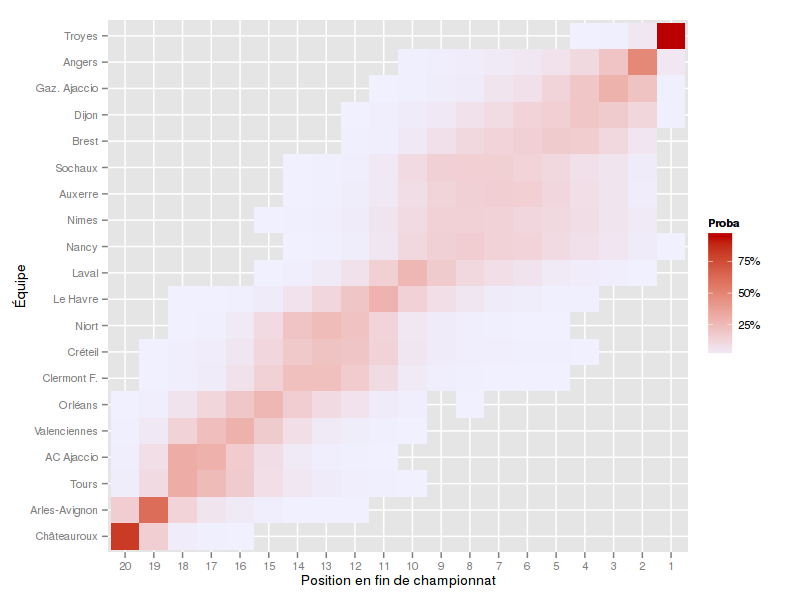 Troyes
Angers
Gaz. Ajaccio
Dijon
Brest
Sochaux
Auxerre
Nimes
Nancy
Laval
Le Havre
Niort
Créteil
Clermont F.
Orléans
Valenciennes
AC Ajaccio
Tours
Arles-Avignon
Châteauroux
Équipe
20 19 18 17 16 15 14 13 12 11 10 9 8 7 6 5 4 3 2 1
Position en fin de championnat
Proba
75%
50%
25%